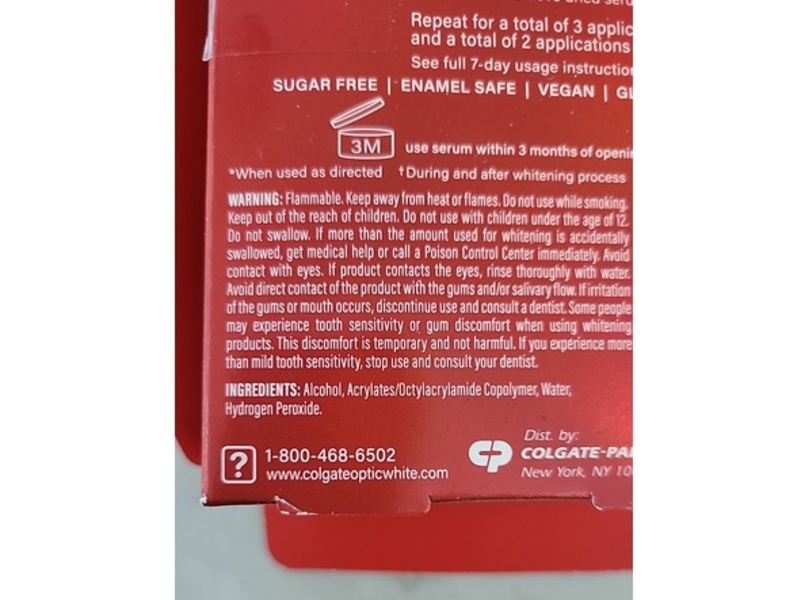 Repeat for a total of 3
and a total of 2 applications
See full 7-day usage
SUGAR FREE | ENAMEL SAFE | VEGAN |
3M use serum within 3 months of
*When used as directed †During and after whitening process
WARNING: Flammable. Keep away from heat or flames. Do not use while smoking.
Keep out of the reach of children. Do not use with children under the age of 12.
Do not swallow. If more than the amount used for whitening is accidentally
swallowed, get medical help or call a Poison Control Center immediately. Avoid
contact with eyes. If product contacts the eyes, rinse thoroughly with water.
Avoid direct contact of the product with the gums and/or salivary flow. If irritation
of the gums or mouth occurs, discontinue use and consult a dentist. Some people
may experience tooth sensitivity or gum discomfort when using whitening
products. This discomfort is temporary and not harmful. If you experience more
than mild tooth sensitivity, stop use and consult your dentist.
INGREDIENTS: Alcohol, Acrylates/Octylacrylamide Copolymer, Water,
Hydrogen Peroxide.
? 1-800-468-6502
www.colgateopticwhite.com
Dist. by:
COLGATE-PAL
New York, NY 10